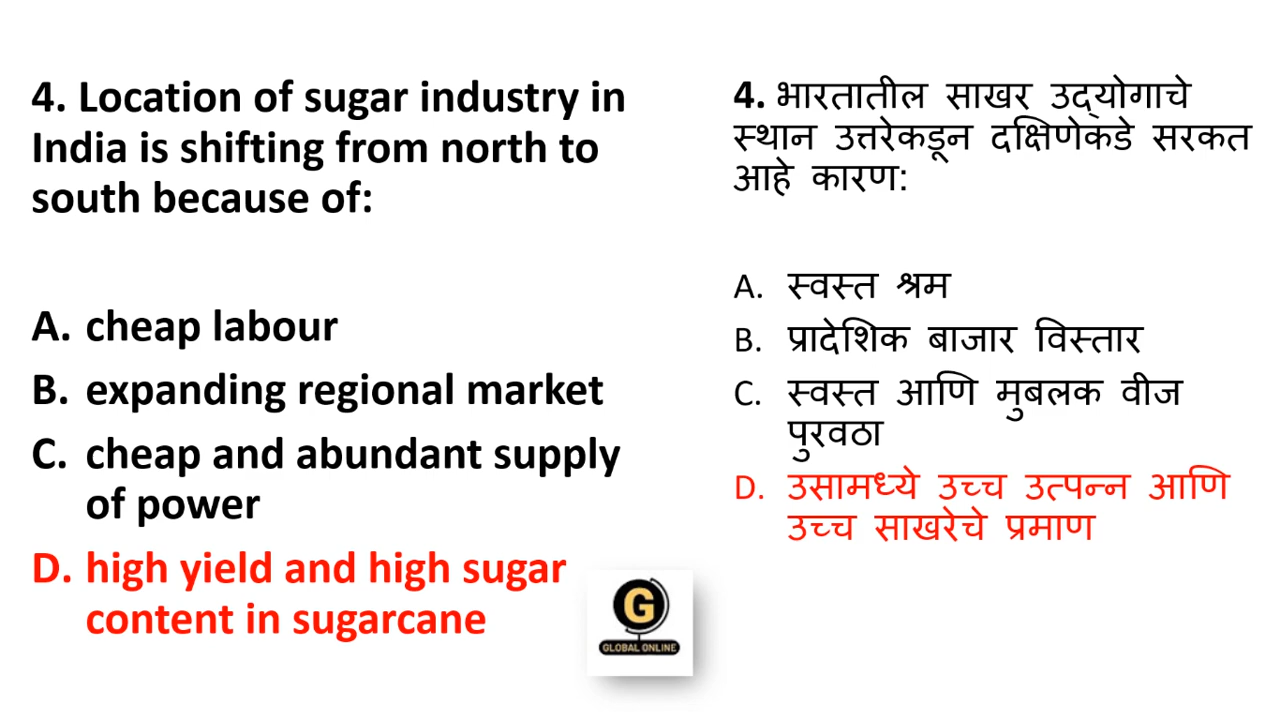 4. Location of sugar industry in
India is shifting from north to
south because of:
A. cheap labour
B. expanding regional market
C. cheap and abundant supply
of power
D. high yield and high sugar
content in sugarcane
4. भारतातील साखर उद्योगाचे
स्थान उत्तरेकडून दक्षिणेकडे सरकत
आहे कारण:
A. स्वस्त श्रम
B. प्रादेशिक बाजार विस्तार
C. स्वस्त आणि मुबलक वीज
पुरवठा
D. उसामध्ये उच्च उत्पन्न आणि
उच्च साखरेचे प्रमाण
G
GLOBAL ONLINE